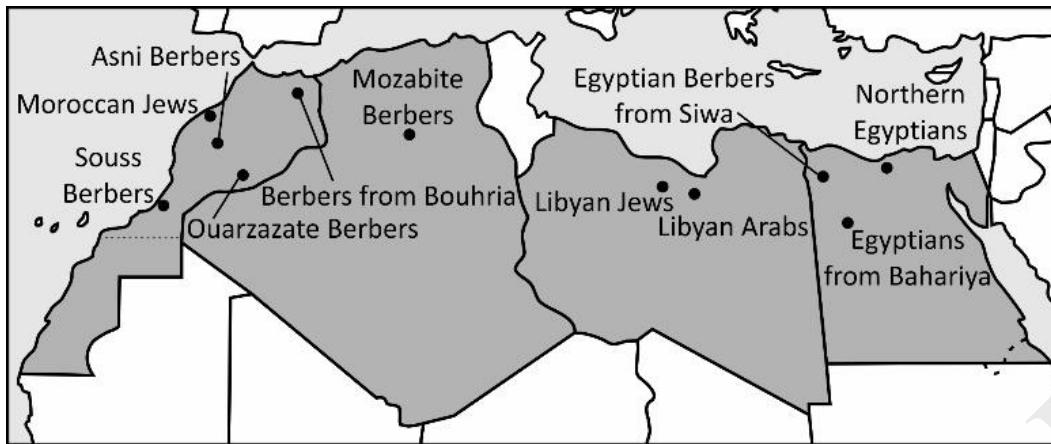 Asni Berbers
Moroccan Jews
Souss
Berbers
Mozabite
Berbers
Berbers from Bouhria
Ouarzazate Berbers
Egyptian Berbers
from Siwa
Northern
Egyptians
Libyan Jews
Libyan Arabs
Egyptians
from Bahariya